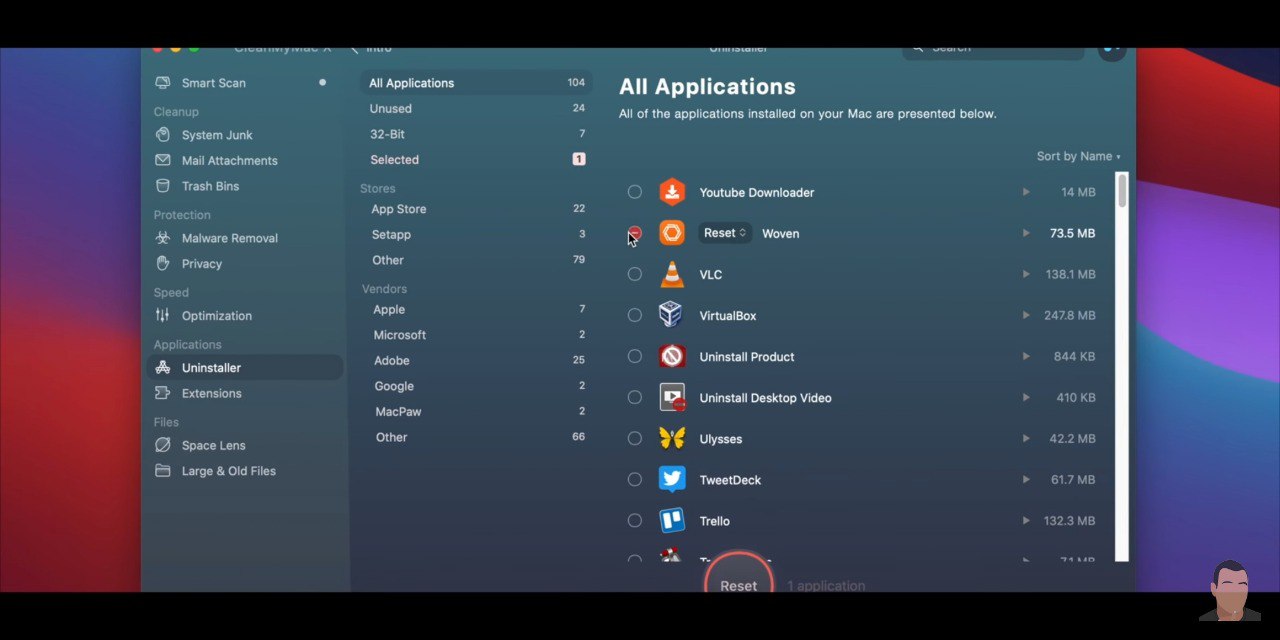 CleanMyMac X
Intro
Uninstaller
Search
Smart Scan
Cleanup
System Junk
Mail Attachments
Trash Bins
Protection
Malware Removal
Privacy
Speed
Optimization
Applications
Uninstaller
Extensions
Files
Space Lens
Large & Old Files
All Applications 104
Unused 24
32-Bit 7
Selected 1
Stores
App Store 22
Setapp 3
Other 79
Vendors
Apple 7
Microsoft 2
Adobe 25
Google 2
MacPaw 2
Other 66
All Applications
All of the applications installed on your Mac are presented below.
Sort by Name
Youtube Downloader 14 MB
Reset Woven 73.5 MB
VLC 138.1 MB
VirtualBox 247.8 MB
Uninstall Product 844 KB
Uninstall Desktop Video 410 KB
Ulysses 42.2 MB
TweetDeck 61.7 MB
Trello 132.3 MB
Reset 1 application